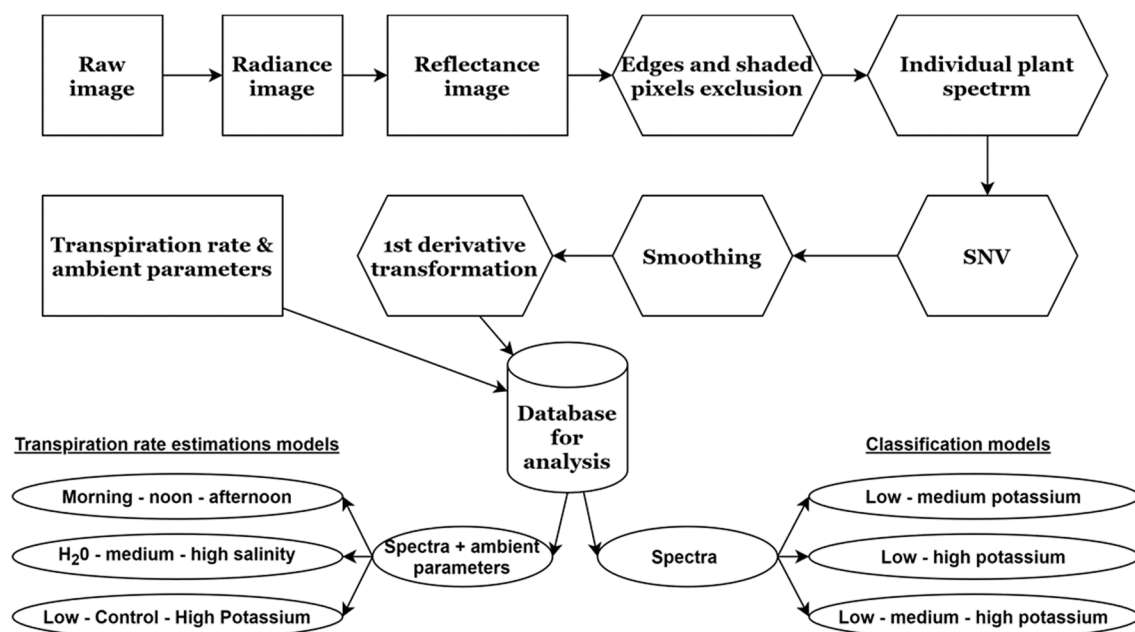 Raw
image
Radiance
image
Reflectance
image
Edges and shaded
pixels exclusion
Individual plant
spectrm
Transpiration rate &
ambient parameters
1st derivative
transformation
Smoothing
SNV
Database
for
analysis
Transpiration rate estimations models
Morning - noon - afternoon
H₂0 - medium - high salinity
Low - Control - High Potassium
Spectra + ambient
parameters
Spectra
Classification models
Low - medium potassium
Low - high potassium
Low - medium - high potassium